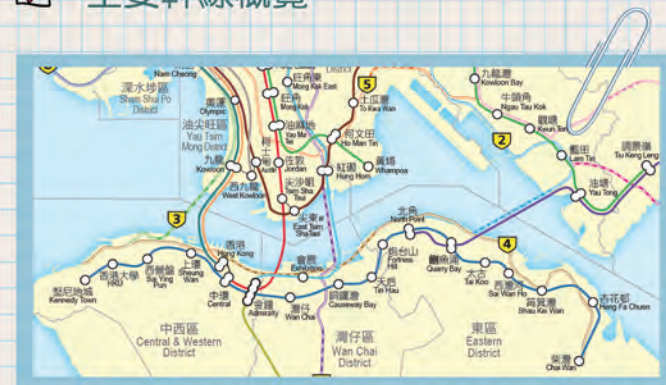 主要幹線概覽
Nam Cheong
深水埗區
Sham Shui Po
District
奧運
Olympic
油尖旺區
Yau Tsim
Mong District
九龍
Kowloon
西九龍
West Kowloon
柯士甸
Austin
旺角東
Mong Kok East
旺角
Mong Kok
油麻地
Yau Ma
Tei
佐敦
Jordan
尖沙咀
Tsim Sha
Tsui
尖東
East Tsim
Sha Tsui
District
5
土瓜灣
To Kwa Wan
何文田
Ho Man Tin
紅磡
Hung Hom
黃埔
Whampoa
九龍灣
Kowloon Bay
牛頭角
Ngau Tau Kok
觀塘
Kwun Tong
2
藍田
Lam Tin
調景嶺
Tiu Keng Leng
油塘
Yau Tong
3
堅尼地城
Kennedy Town
香港大學
HKU
西營盤
Sai Ying
Pun
上環
Sheung
Wan
香港
Hong Kong
中環
Central
金鐘
Admiralty
會展
Exhibition
灣仔
Wan Chai
銅鑼灣
Causeway Bay
天后
Tin Hau
炮台山
Fortress
Hill
北角
North Point
鰂魚涌
Quarry Bay
4
太古
Tai Koo
西灣河
Sai Wan Ho
筲箕灣
Shau Kei Wan
杏花邨
Heng Fa Chuen
柴灣
Chai Wan
中西區
Central & Western
District
灣仔區
Wan Chai
District
東區
Eastern
District